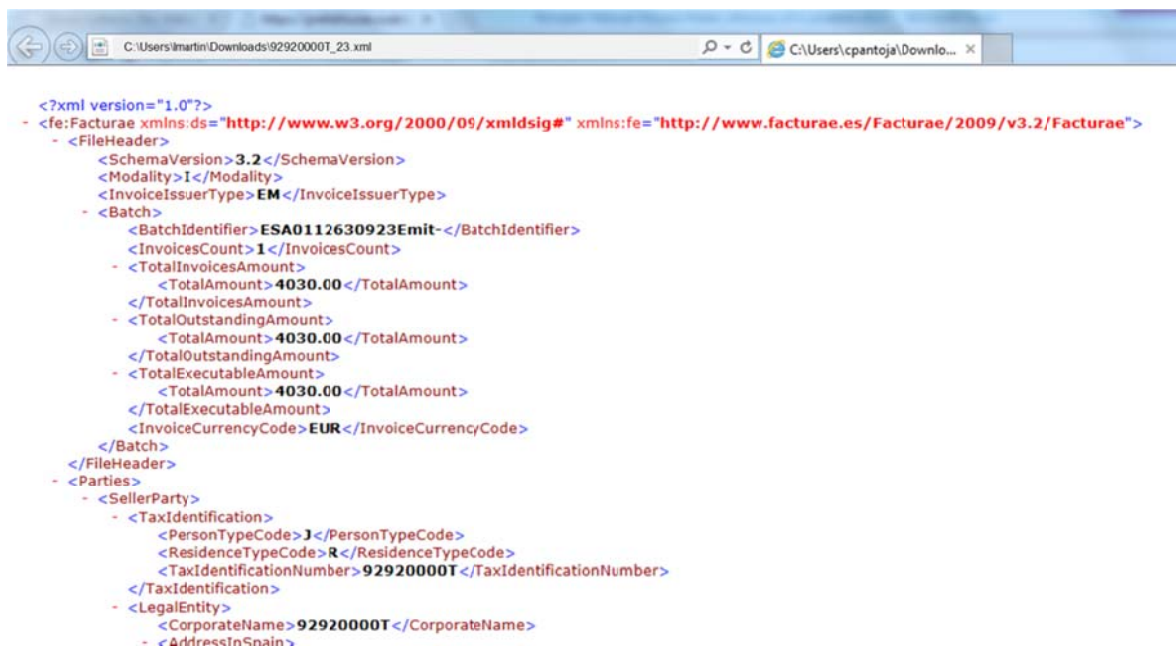 C:\Users\lmartin\Downloads\92920000T_23.xml
C:\Users\cpantoja\Downlo... ×
<?xml version="1.0"?>
- <fe:Facturae xmlns:ds="http://www.w3.org/2000/09/xmldsig#" xmlns:fe="http://www.facturae.es/Facturae/2009/v3.2/Facturae">
- <FileHeader>
<SchemaVersion>3.2</SchemaVersion>
<Modality>I</Modality>
<InvoiceIssuerType>EM</InvoiceIssuerType>
- <Batch>
<BatchIdentifier>ESA0112630923Emit-</BatchIdentifier>
<InvoicesCount>1</InvoicesCount>
- <TotalInvoicesAmount>
<TotalAmount>4030.00</TotalAmount>
</TotalInvoicesAmount>
- <TotalOutstandingAmount>
<TotalAmount>4030.00</TotalAmount>
</TotalOutstandingAmount>
- <TotalExecutableAmount>
<TotalAmount>4030.00</TotalAmount>
</TotalExecutableAmount>
<InvoiceCurrencyCode>EUR</InvoiceCurrencyCode>
</Batch>
</FileHeader>
- <Parties>
- <SellerParty>
- <TaxIdentification>
<PersonTypeCode>J</PersonTypeCode>
<ResidenceTypeCode>R</ResidenceTypeCode>
<TaxIdentificationNumber>92920000T</TaxIdentificationNumber>
</TaxIdentification>
- <LegalEntity>
<CorporateName>92920000T</CorporateName>
- <AddressInSpain>